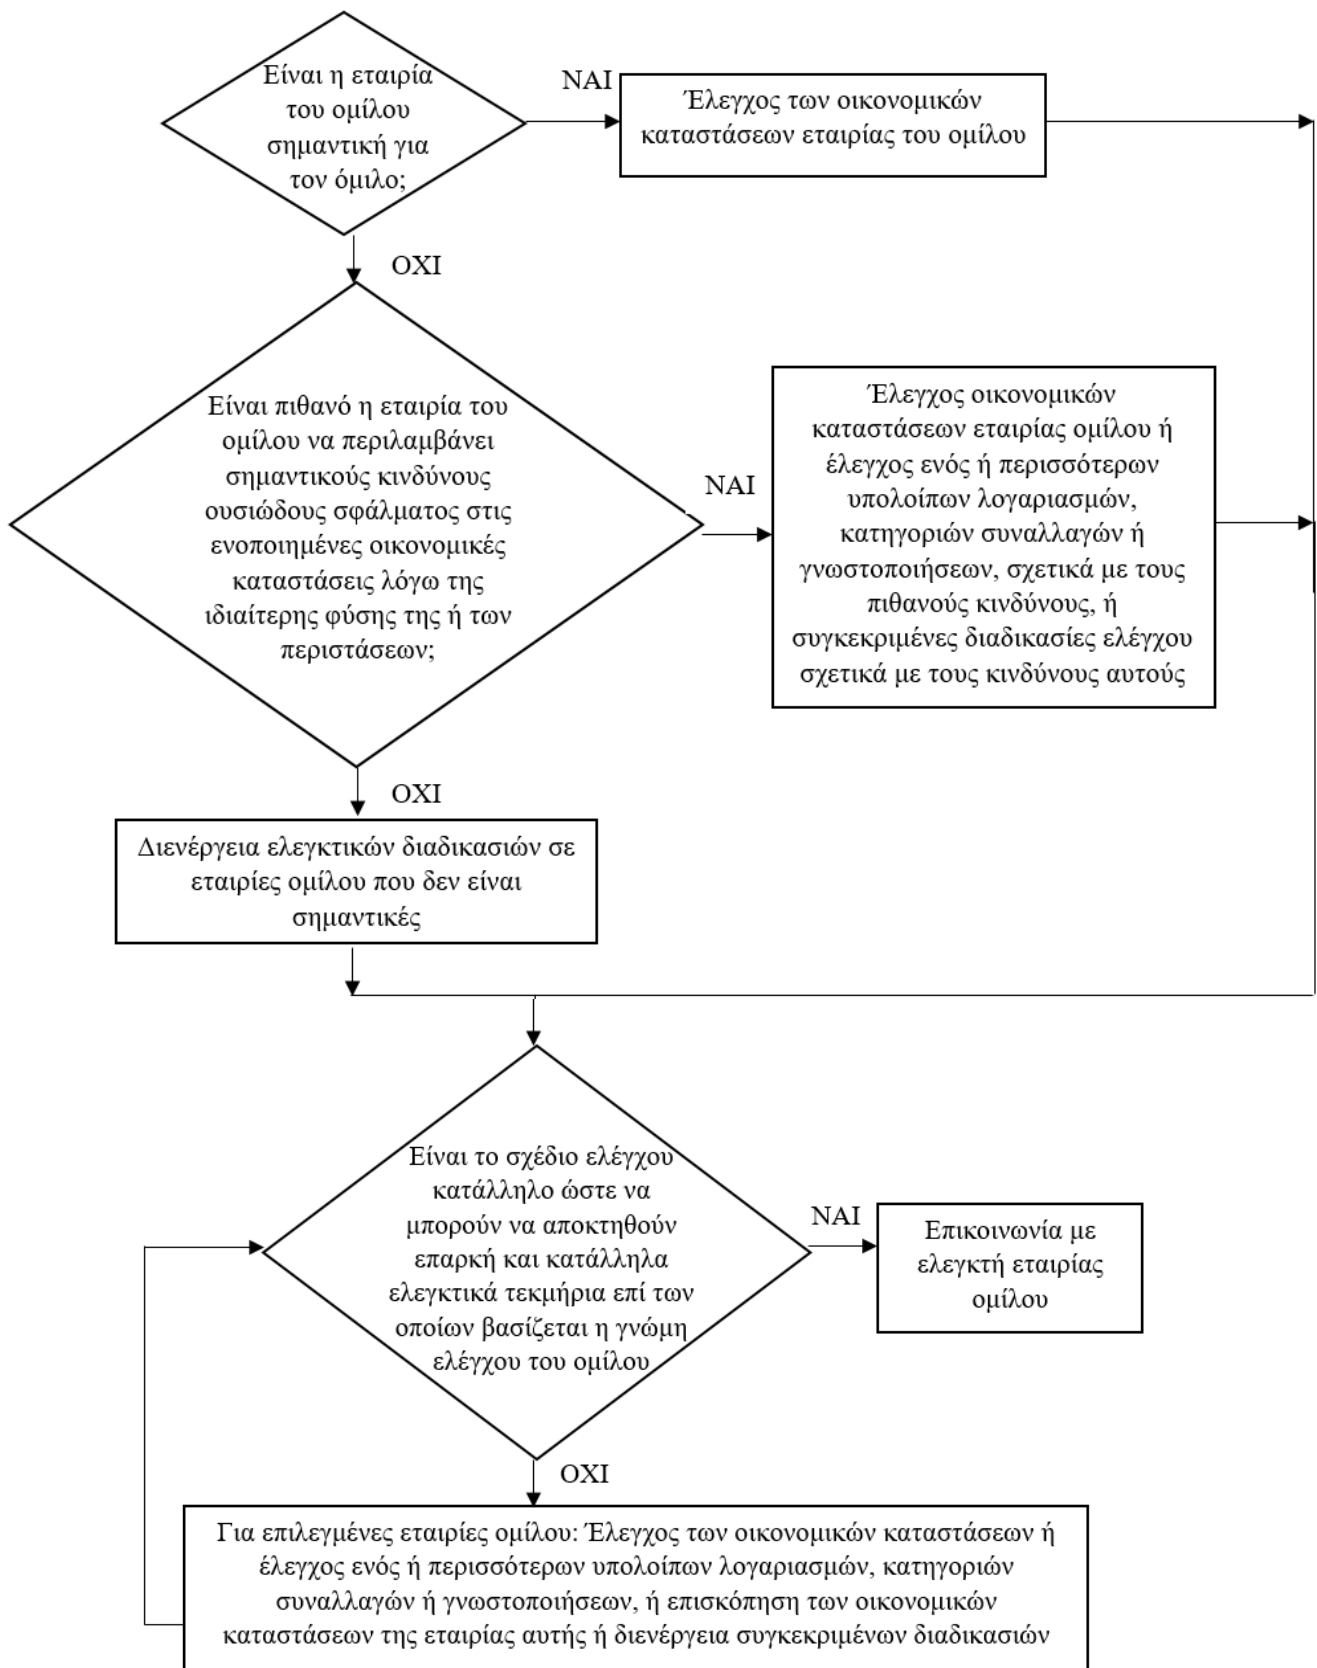 Είναι η εταιρία
του ομίλου
σημαντική για
τον όμιλο;
ΝΑΙ
Έλεγχος των οικονομικών
καταστάσεων εταιρίας του ομίλου
ΟΧΙ
Είναι πιθανό η εταιρία του
ομίλου να περιλαμβάνει
σημαντικούς κινδύνους
ουσιώδους σφάλματος στις
ενοποιημένες οικονομικές
καταστάσεις λόγω της
ιδιαίτερης φύσης της ή των
περιστάσεων;
ΝΑΙ
Έλεγχος οικονομικών
καταστάσεων εταιρίας ομίλου ή
έλεγχος ενός ή περισσότερων
υπολοίπων λογαριασμών,
κατηγοριών συναλλαγών ή
γνωστοποιήσεων, σχετικά με τους
πιθανούς κινδύνους, ή
συγκεκριμένες διαδικασίες ελέγχου
σχετικά με τους κινδύνους αυτούς
ΟΧΙ
Διενέργεια ελεγκτικών διαδικασιών σε
εταιρίες ομίλου που δεν είναι
σημαντικές
Είναι το σχέδιο ελέγχου
κατάλληλο ώστε να
μπορούν να αποκτηθούν
επαρκή και κατάλληλα
ελεγκτικά τεκμήρια επί των
οποίων βασίζεται η γνώμη
ελέγχου του ομίλου
ΝΑΙ
Επικοινωνία με
ελεγκτή εταιρίας
ομίλου
ΟΧΙ
Για επιλεγμένες εταιρίες ομίλου: Έλεγχος των οικονομικών καταστάσεων ή
έλεγχος ενός ή περισσότερων υπολοίπων λογαριασμών, κατηγοριών
συναλλαγών ή γνωστοποιήσεων, ή επισκόπηση των οικονομικών
καταστάσεων της εταιρίας αυτής ή διενέργεια συγκεκριμένων διαδικασιών